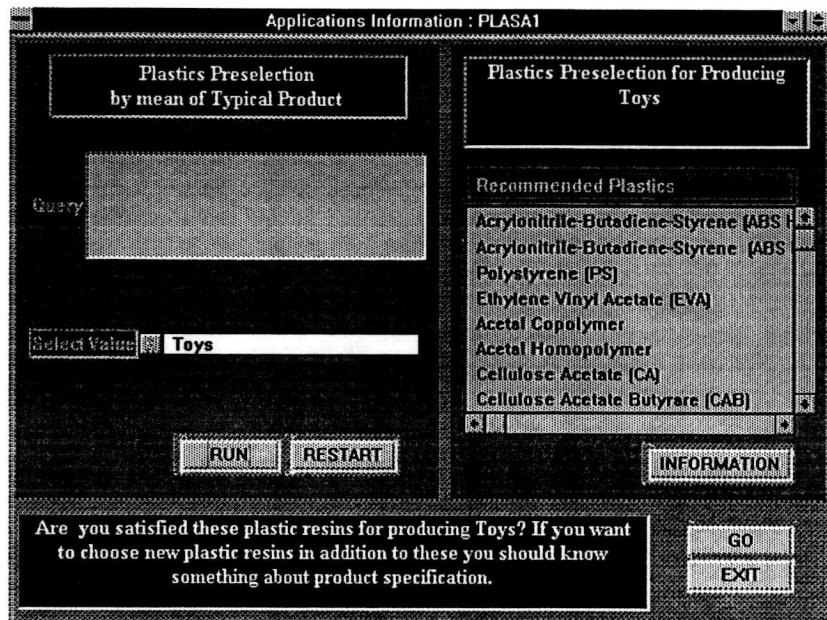 Applications Information : PLASA1
Plastics Preselection
by mean of Typical Product
Query
Select Value
Toys
RUN
RESTART
Plastics Preselection for Producing
Toys
Recommended Plastics
Acrylonitrile-Butadiene-Styrene (ABS H
Acrylonitrile-Butadiene-Styrene (ABS
Polystyrene (PS)
Ethylene Vinyl Acetate (EVA)
Acetal Copolymer
Acetal Homopolymer
Cellulose Acetate (CA)
Cellulose Acetate Butyrare (CAB)
INFORMATION
Are you satisfied these plastic resins for producing Toys? If you want
to choose new plastic resins in addition to these you should know
something about product specification.
GO
EXIT